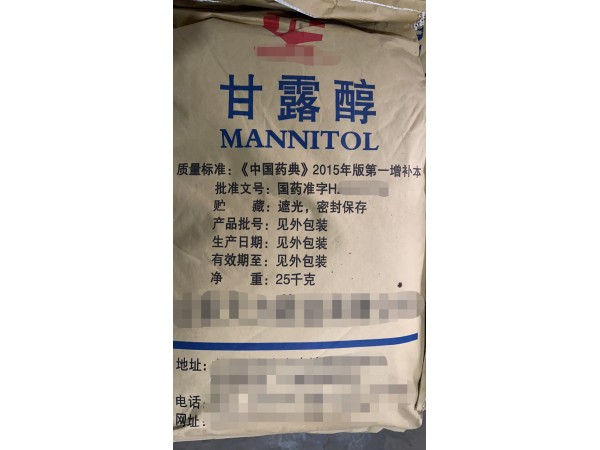 甘露醇
MANNITOL
质量标准：《中国药典》2015年版第一增补本
批准文号：国药准字H
贮 藏：遮光，密封保存
产品批号：见外包装
生产日期：见外包装
有效期至：见外包装
净 重：25千克
地址：
电话：
网址：